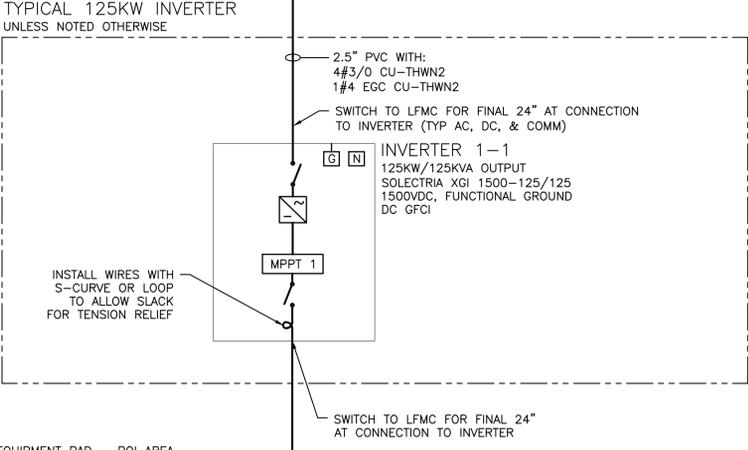 TYPICAL 125KW INVERTER
UNLESS NOTED OTHERWISE
2.5" PVC WITH:
4#3/0 CU-THWN2
1#4 EGC CU-THWN2
SWITCH TO LFMC FOR FINAL 24" AT CONNECTION
TO INVERTER (TYP AC, DC, & COMM)
G N
INVERTER 1-1
125KW/125KVA OUTPUT
SOLECTRIA XGI 1500-125/125
1500VDC, FUNCTIONAL GROUND
DC GFCI
MPPT 1
INSTALL WIRES WITH
S-CURVE OR LOOP
TO ALLOW SLACK
FOR TENSION RELIEF
SWITCH TO LFMC FOR FINAL 24"
AT CONNECTION TO INVERTER